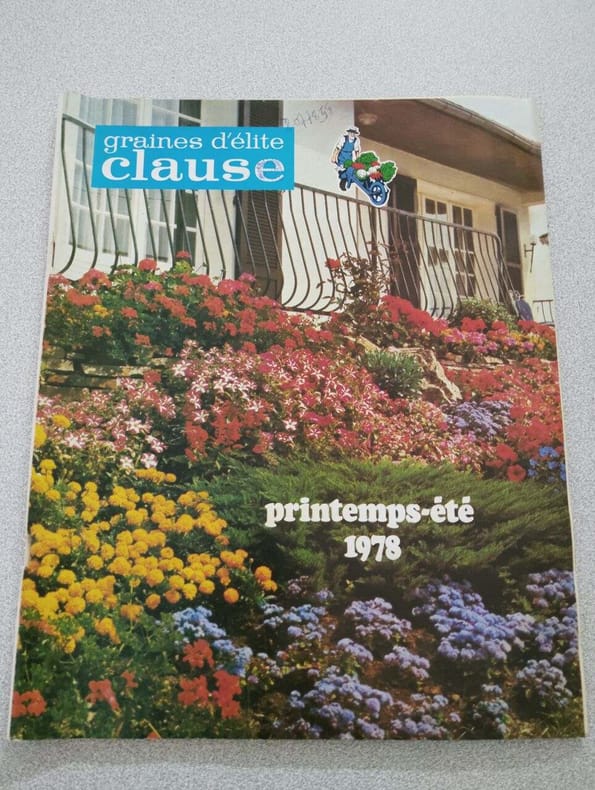 graines d'élite
clause
printemps-été
1978